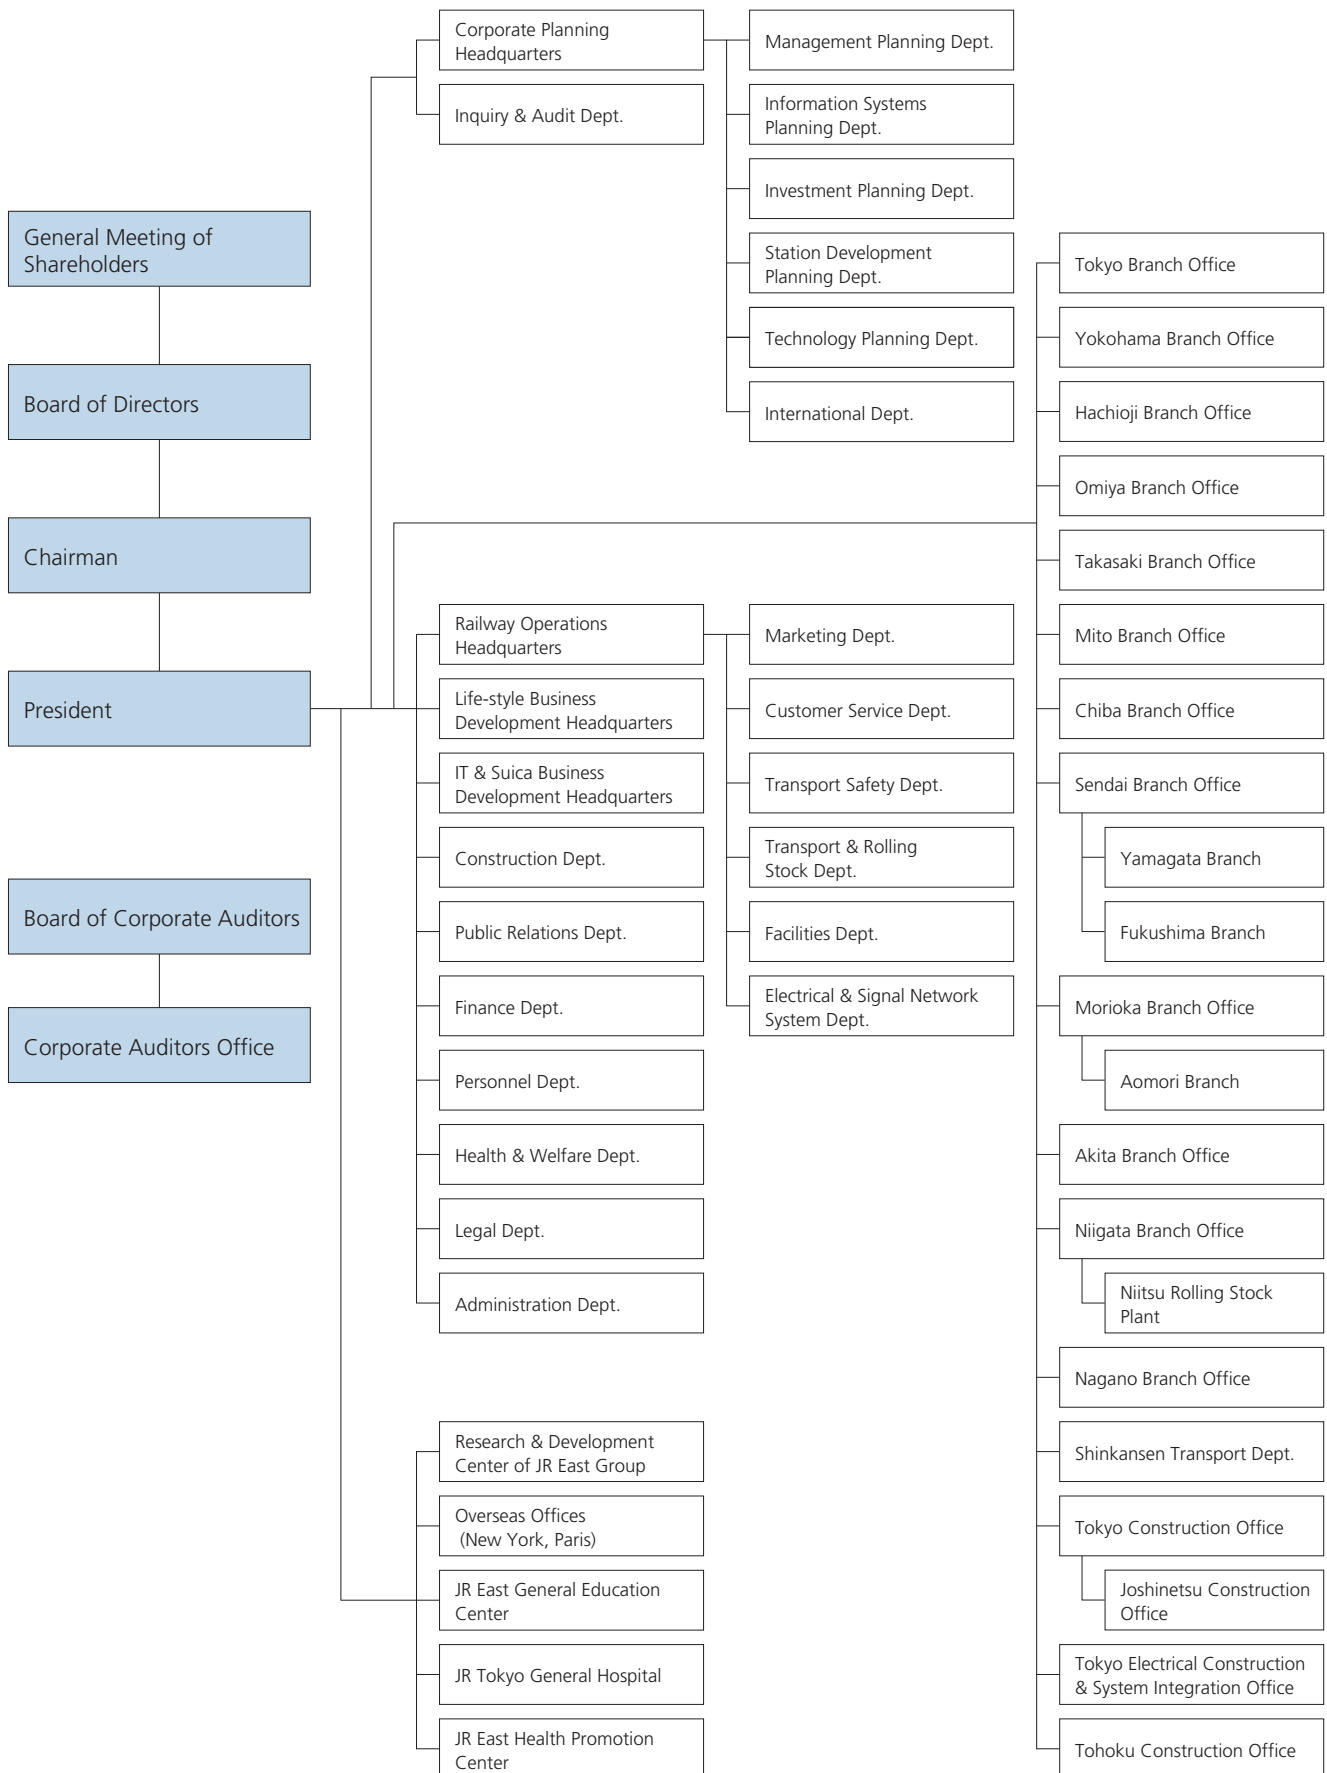 General Meeting of
Shareholders
Board of Directors
Chairman
President
Board of Corporate Auditors
Corporate Auditors Office
Corporate Planning
Headquarters
Inquiry & Audit Dept.
Management Planning Dept.
Information Systems
Planning Dept.
Investment Planning Dept.
Station Development
Planning Dept.
Technology Planning Dept.
International Dept.
Railway Operations
Headquarters
Life-style Business
Development Headquarters
IT & Suica Business
Development Headquarters
Construction Dept.
Public Relations Dept.
Finance Dept.
Personnel Dept.
Health & Welfare Dept.
Legal Dept.
Administration Dept.
Marketing Dept.
Customer Service Dept.
Transport Safety Dept.
Transport & Rolling
Stock Dept.
Facilities Dept.
Electrical & Signal Network
System Dept.
Research & Development
Center of JR East Group
Overseas Offices
(New York, Paris)
JR East General Education
Center
JR Tokyo General Hospital
JR East Health Promotion
Center
Tokyo Branch Office
Yokohama Branch Office
Hachioji Branch Office
Omiya Branch Office
Takasaki Branch Office
Mito Branch Office
Chiba Branch Office
Sendai Branch Office
Yamagata Branch
Fukushima Branch
Morioka Branch Office
Aomori Branch
Akita Branch Office
Niigata Branch Office
Niitsu Rolling Stock
Plant
Nagano Branch Office
Shinkansen Transport Dept.
Tokyo Construction Office
Joshinetsu Construction
Office
Tokyo Electrical Construction
& System Integration Office
Tohoku Construction Office